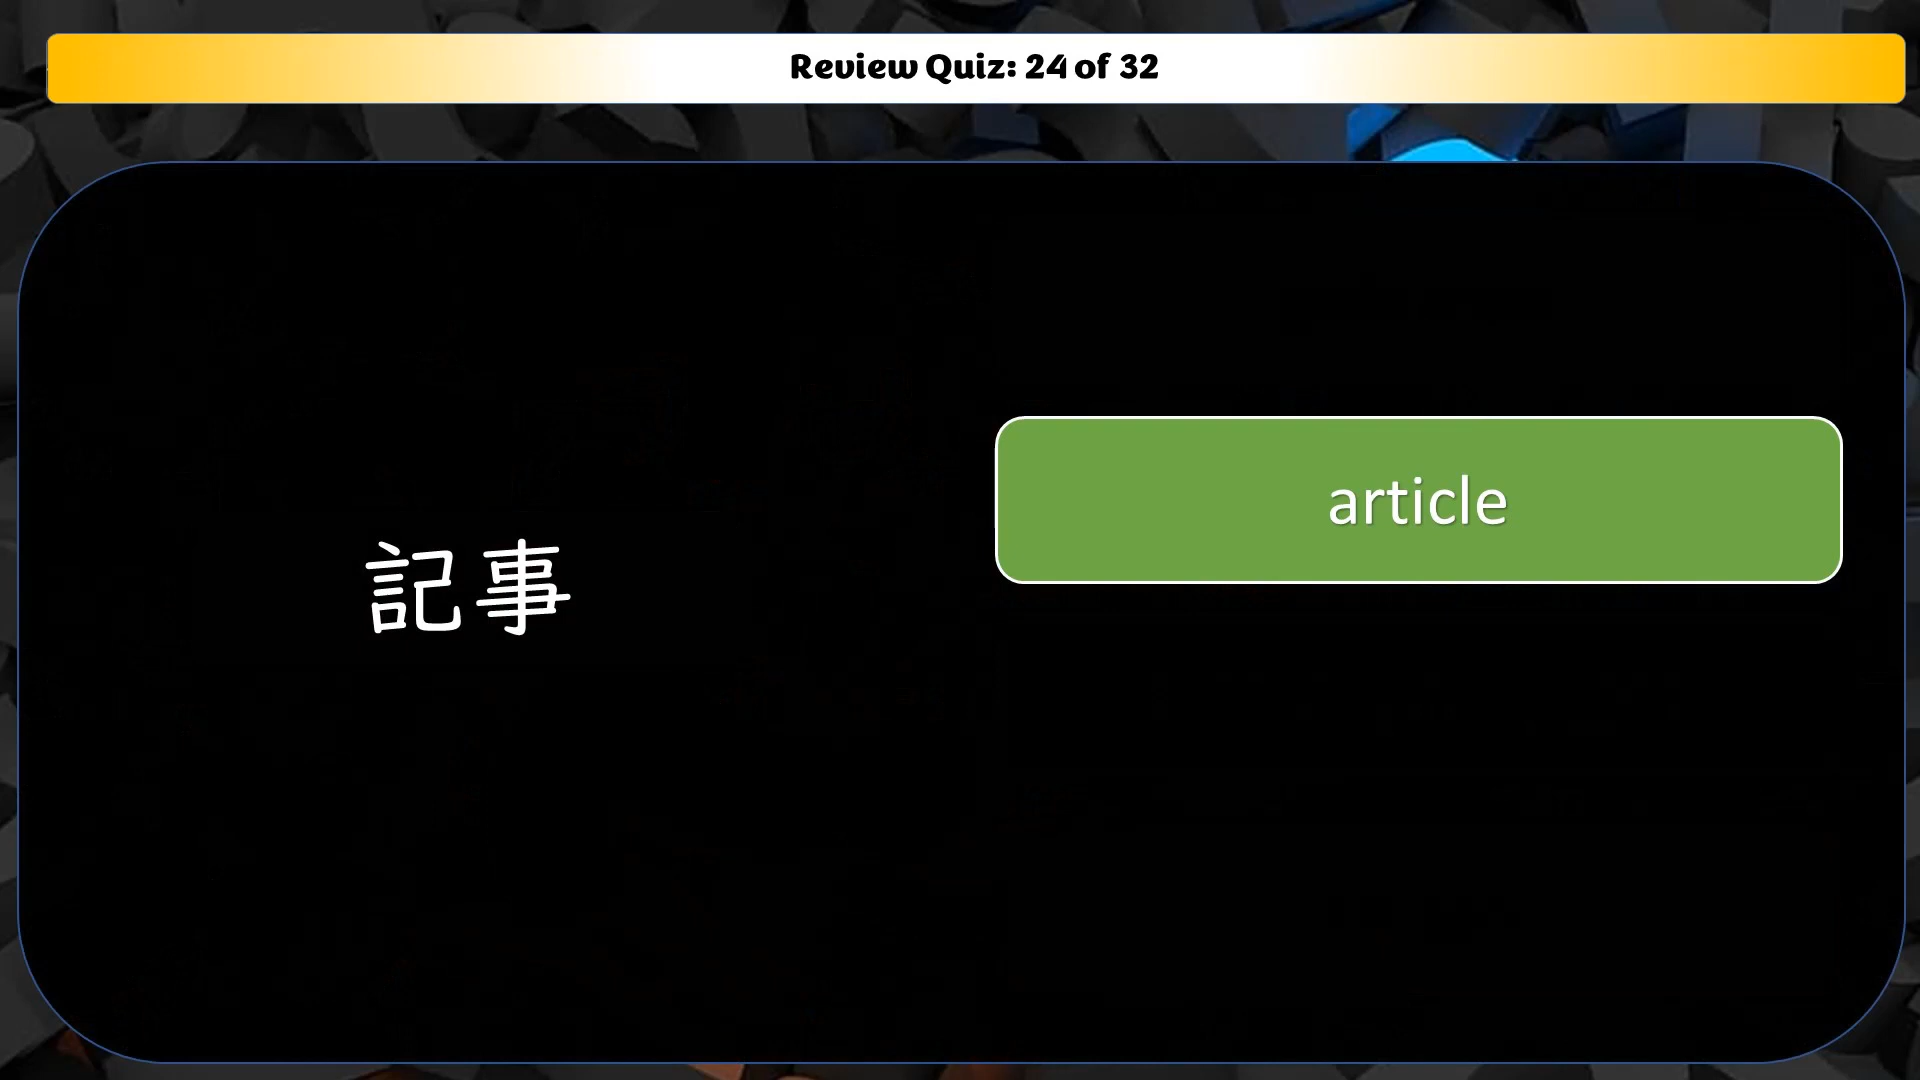 Review Quiz: 24 of 32
記事
article